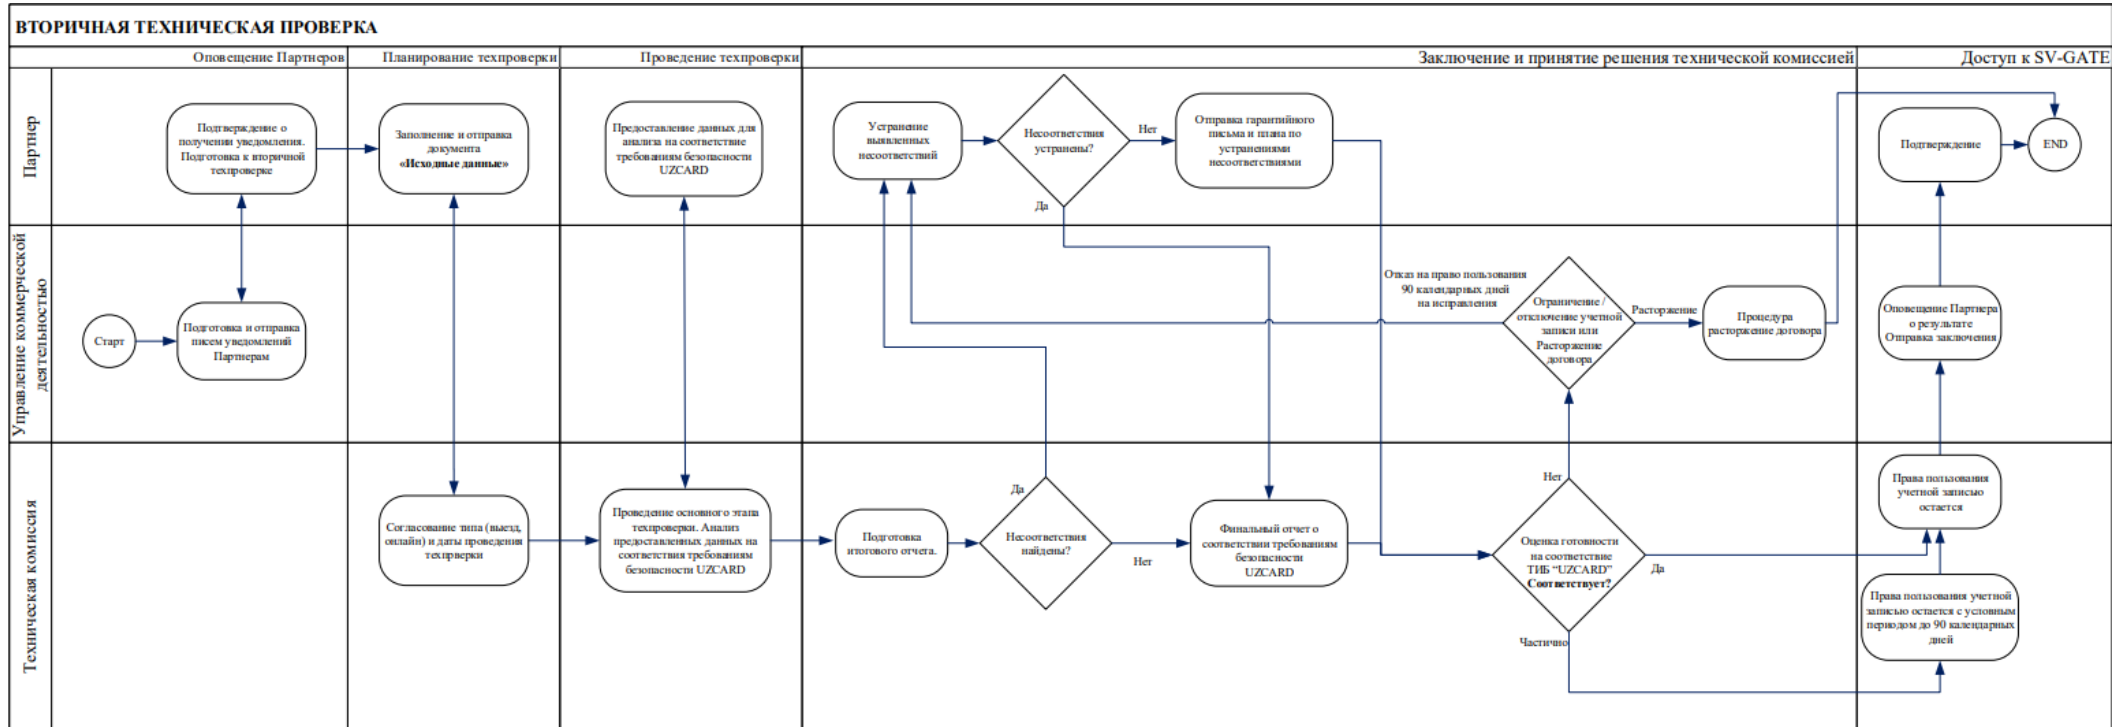 ВТОРИЧНАЯ ТЕХНИЧЕСКАЯ ПРОВЕРКА
Оповещение Партнеров
Планирование техпроверки
Проведение техпроверки
Заключение и принятие решения технической комиссией
Доступ к SV-GATE
Партнер
Подтверждение о
получении уведомления.
Подготовка к вторичной
техпроверке
Заполнение и отправка
документа
«Исходные данные»
Предоставление данных для
анализа на соответствие
требованиям безопасности
UZCARD
Устранение
выявленных
несоответствий
Несоответствия
устранены?
Нет
Да
Отправка гарантийного
письма и плана по
устранениями
несоответствиями
Подтверждение
END
Управление коммерческой
деятельностью
Старт
Подготовка и отправка
писем уведомлений
Партнерам
Отказ на право пользования
90 календарных дней
на исправления
Ограничение /
отключение учетной
записи или
Расторжение
договора
Расторжение
Процедура
расторжение договора
Оповещение Партнера
о результате
Отправка заключения
Техническая комиссия
Согласование типа (выезд,
онлайн) и даты проведения
техпрверки
Проведение основного этапа
техпроверки. Анализ
предоставленных данных на
соответствия требованиям
безопасности UZCARD
Подготовка
итогового отчета.
Да
Несоответствия
найдены?
Нет
Финальный отчет о
соответствии требованиям
безопасности
UZCARD
Нет
Оценка готовности
на соответствие
ТИБ “UZCARD”
Соответствует?
Да
Частично
Права пользования
учетной записью
остается
Права пользования учетной
записью остается с условным
периодом до 90 календарных
дней